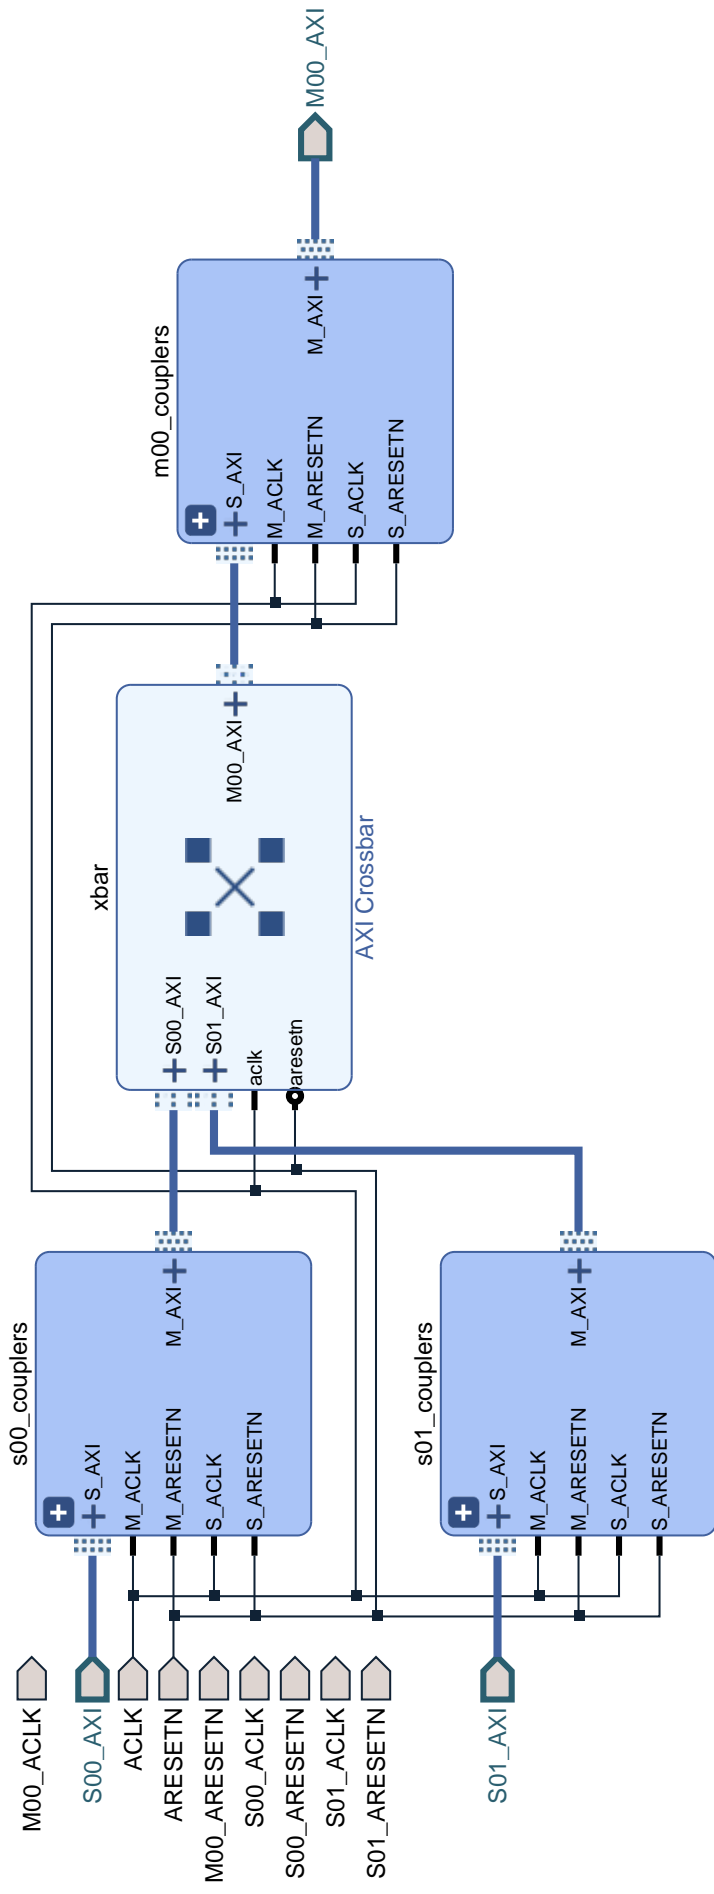 M00_ACLK
S00_AXI
ACLK
ARESETN
M00_ARESETN
S00_ACLK
S00_ARESETN
S01_ACLK
S01_ARESETN
S01_AXI
s00_couplers
S_AXI
M_ACLK
M_ARESETN
S_ACLK
S_ARESETN
M_AXI
s01_couplers
S_AXI
M_ACLK
M_ARESETN
S_ACLK
S_ARESETN
M_AXI
xbar
S00_AXI
S01_AXI
aclk
aresetn
M00_AXI
AXI Crossbar
m00_couplers
S_AXI
M_ACLK
M_ARESETN
S_ACLK
S_ARESETN
M_AXI
M00_AXI